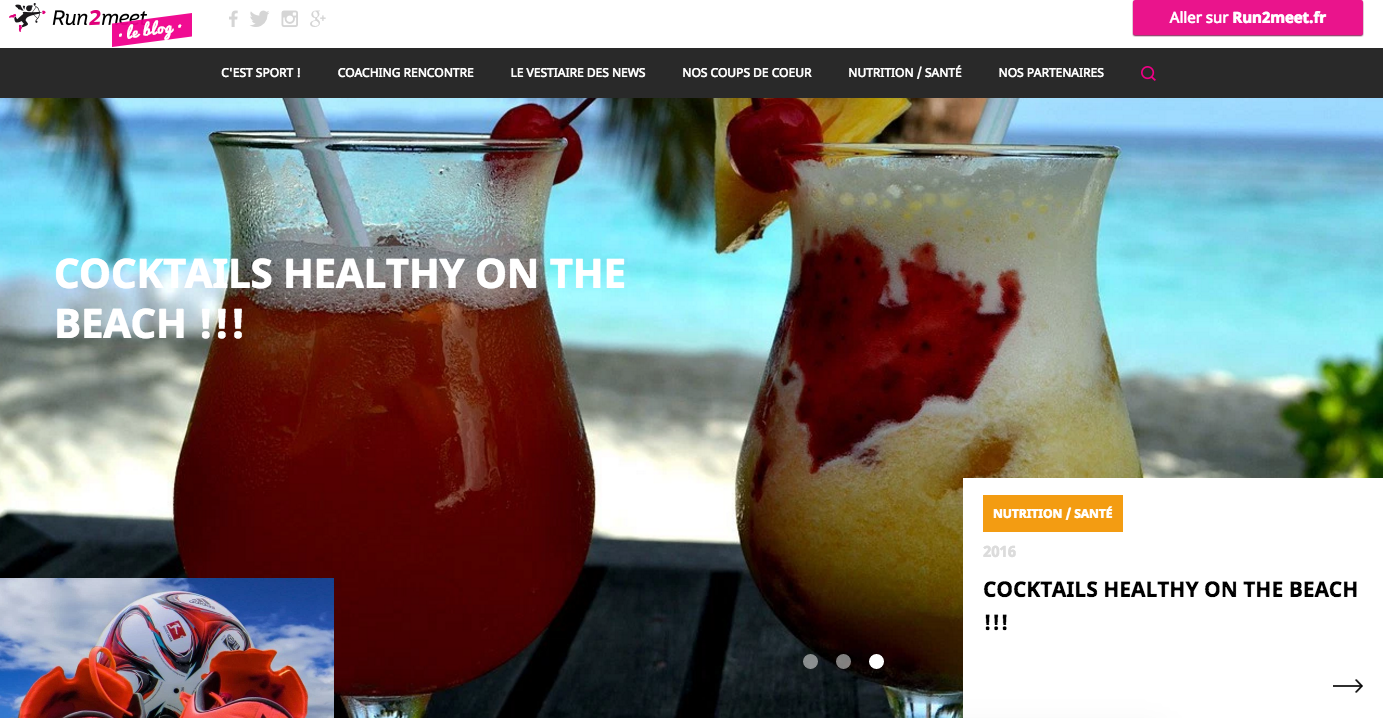 Run2meet
• le blog •
Aller sur Run2meet.fr
C'EST SPORT !
COACHING RENCONTRE
LE VESTIAIRE DES NEWS
NOS COUPS DE COEUR
NUTRITION / SANTÉ
NOS PARTENAIRES
COCKTAILS HEALTHY ON THE
BEACH !!!
NUTRITION / SANTÉ
2016
COCKTAILS HEALTHY ON THE BEACH
!!!